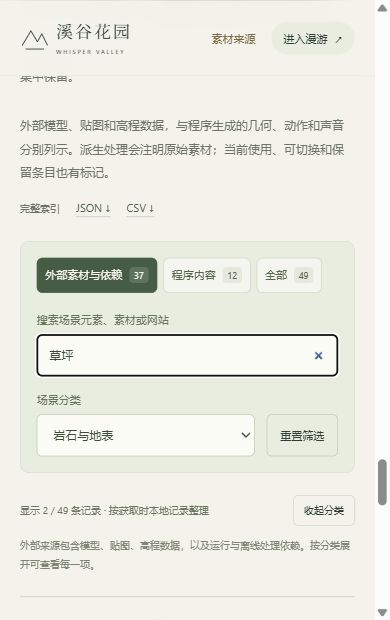 溪谷花园
WHISPER VALLEY
素材来源
进入漫游 ↗
集中保留。
外部模型、贴图和高程数据，与程序生成的几何、动作和声音
分别列示。派生处理会注明原始素材；当前使用、可切换和保
留条目也有标记。
完整索引 JSON ↓ CSV ↓
外部素材与依赖 37 程序内容 12 全部 49
搜索场景元素、素材或网站
草坪
场景分类
岩石与地表 重置筛选
显示 2 / 49 条记录 · 按获取时本地记录整理 收起分类
外部来源包含模型、贴图、高程数据，以及运行与离线处理依赖。按分类展
开可查看每一项。